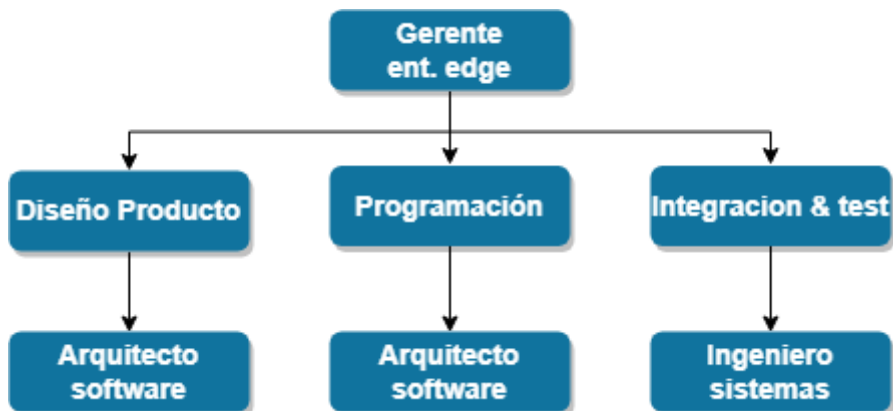 Gerente
ent. edge
Diseño Producto
Programación
Integracion & test
Arquitecto
software
Arquitecto
software
Ingeniero
sistemas